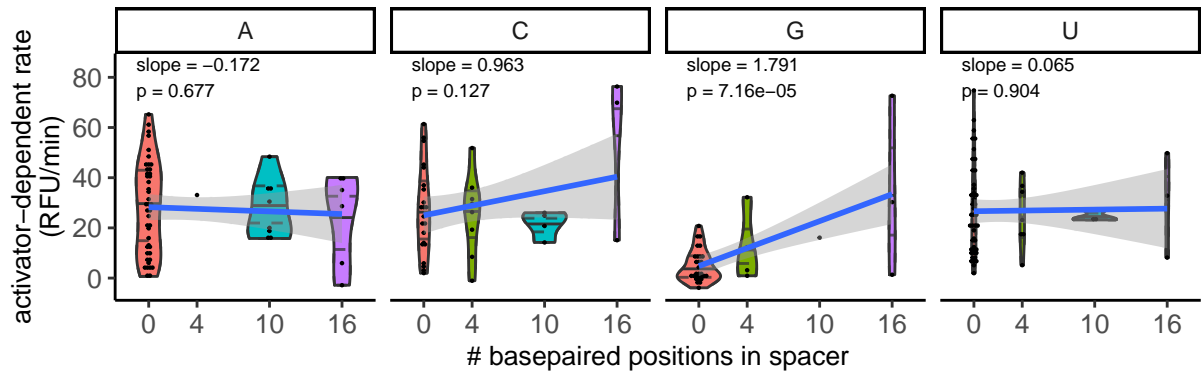 A C G U
slope = −0.172 slope = 0.963 slope = 1.791 slope = 0.065
p = 0.677 p = 0.127 p = 7.16e−05 p = 0.904
activator−dependent rate
(RFU/min)
80
60
40
20
0
0 4 10 16 0 4 10 16 0 4 10 16 0 4 10 16
# basepaired positions in spacer